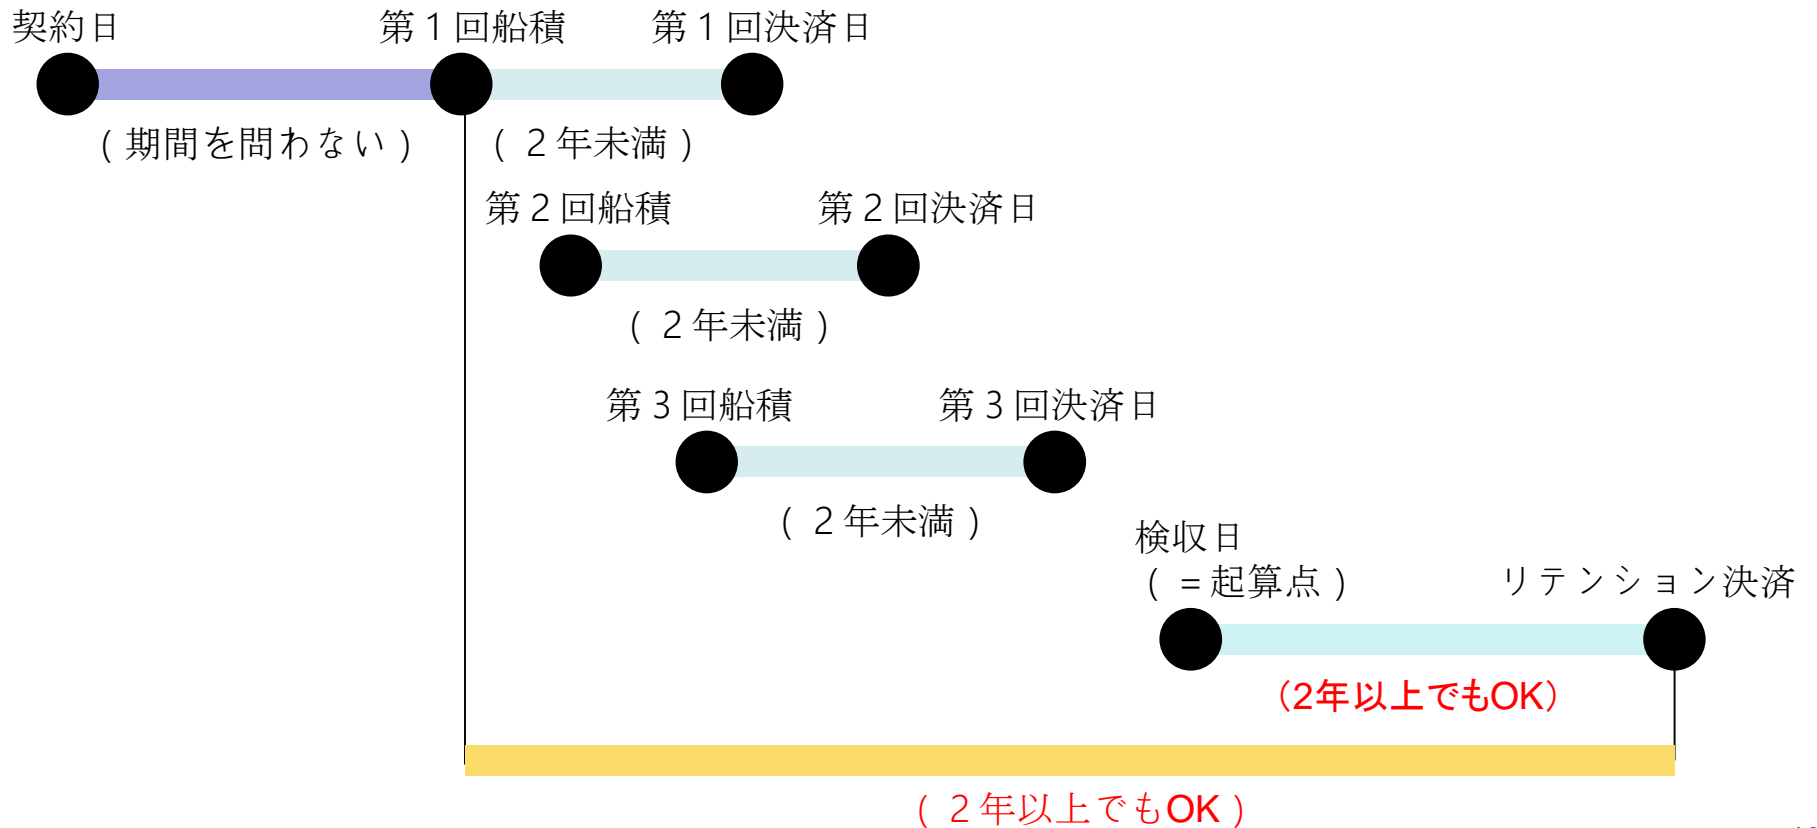 契約日
第1回船積
第1回決済日
(期間を問わない)
(2年未満)
第2回船積
第2回決済日
(2年未満)
第3回船積
第3回決済日
(2年未満)
検収日
(=起算点)
リテンション決済
(2年以上でもOK)
(2年以上でもOK)